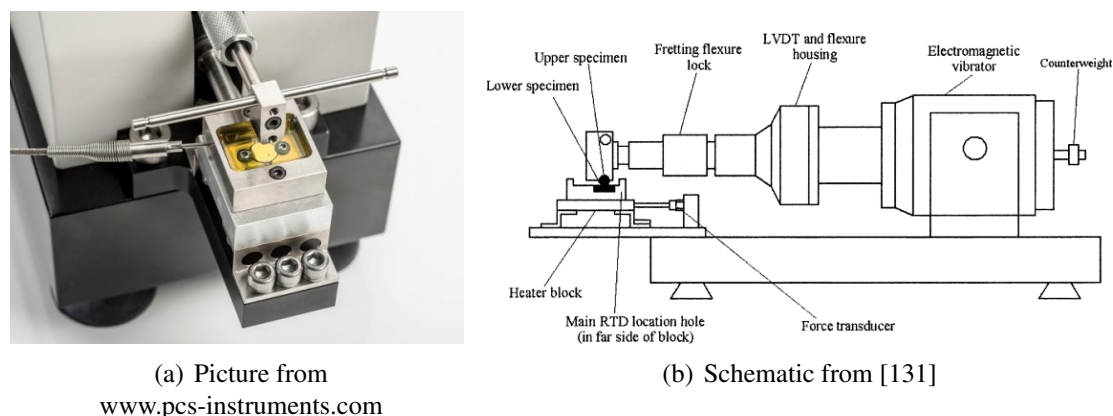 Upper specimen
Lower specimen
Fretting flexure
lock
LVDT and flexure
housing
Electromagnetic
vibrator
Counterweight
Heater block
Main RTD location hole
(in far side of block)
Force transducer
(a) Picture from
www.pcs-instruments.com
(b) Schematic from [131]